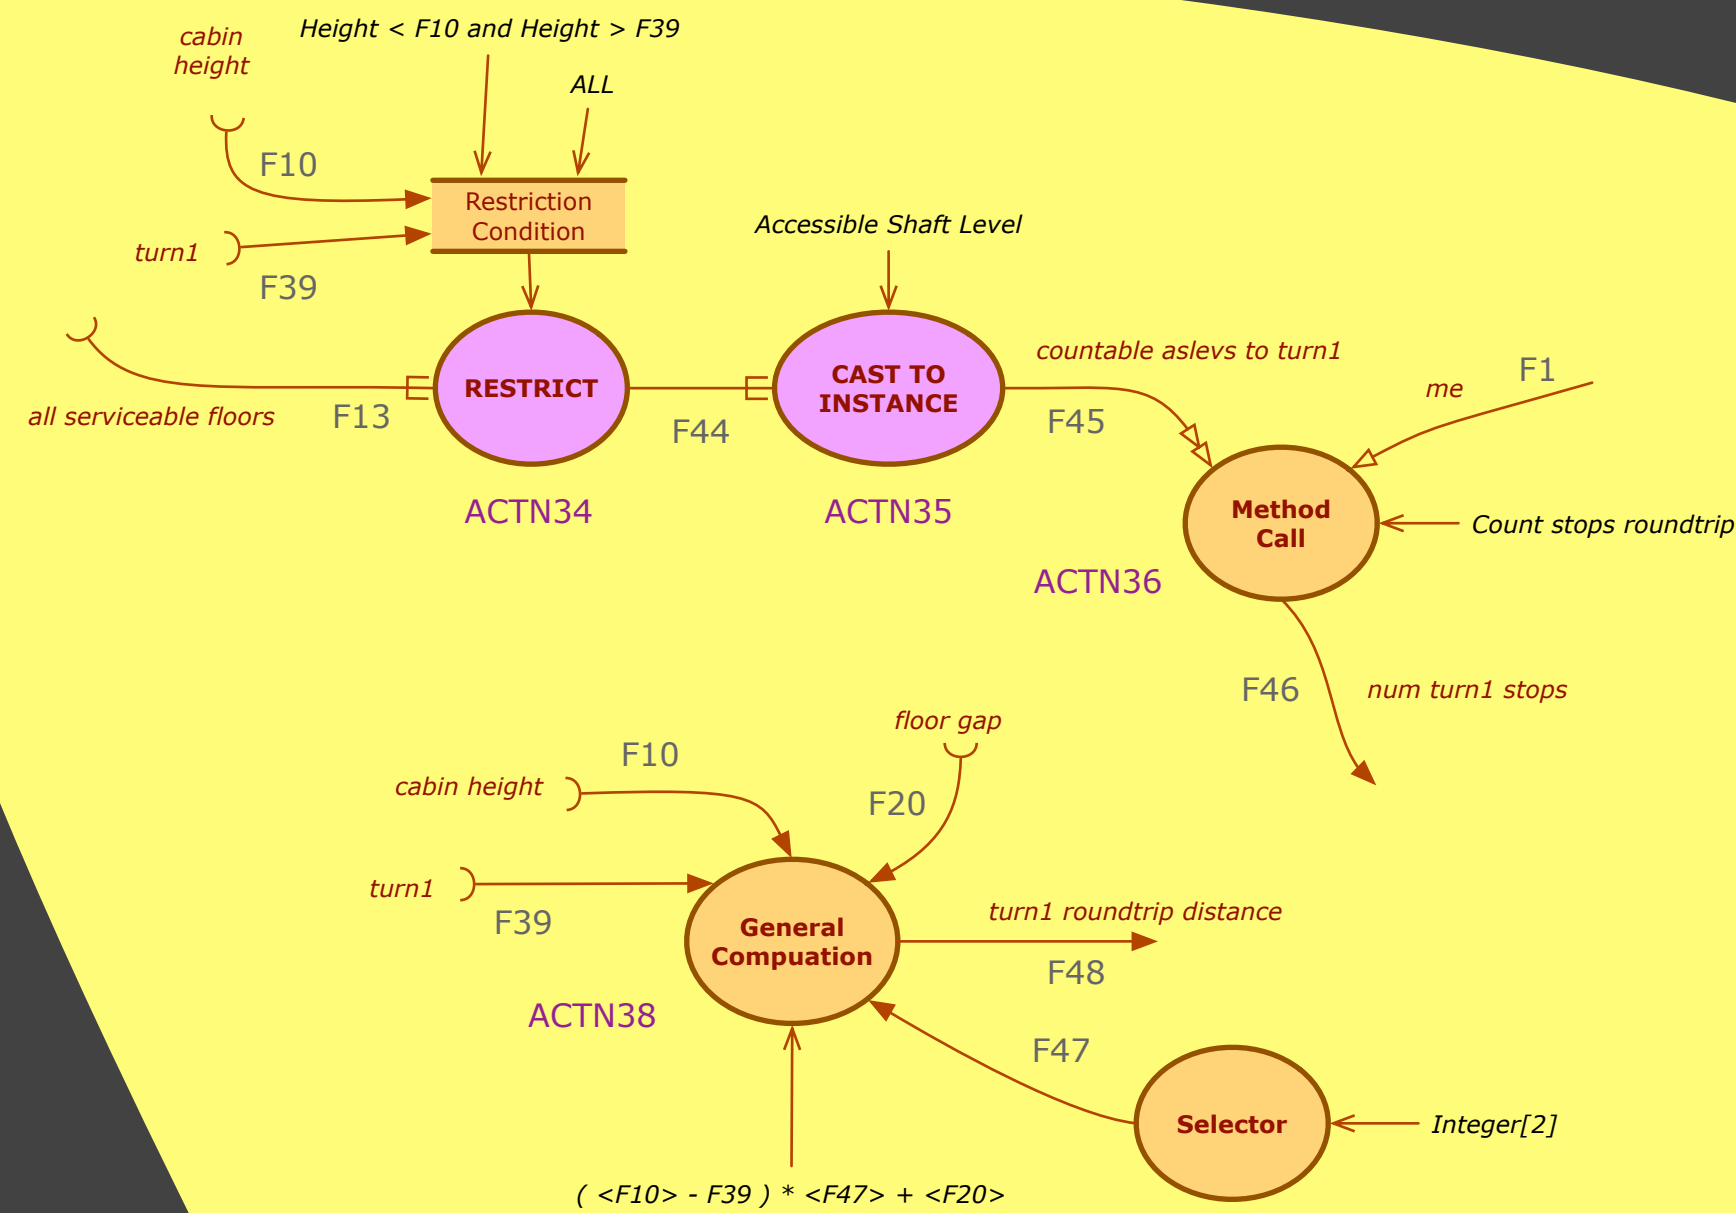 cabin
height
Height < F10 and Height > F39
ALL
F10
Restriction
Condition
turn1
F39
Accessible Shaft Level
all serviceable floors
F13
RESTRICT
F44
CAST TO
INSTANCE
countable aslevs to turn1
F45
me
F1
ACTN34
ACTN35
Method
Call
Count stops roundtrip
ACTN36
F46
num turn1 stops
floor gap
F10
cabin height
F20
turn1
F39
General
Compuation
turn1 roundtrip distance
F48
ACTN38
F47
Selector
Integer[2]
( <F10> - F39 ) * <F47> + <F20>